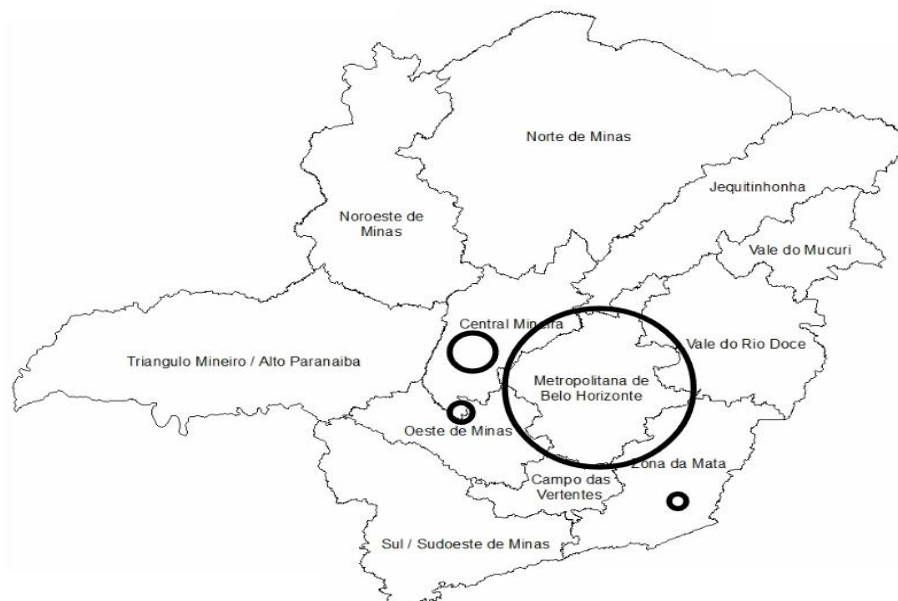 Norte de Minas
Jequitinhonha
Noroeste de
Minas
Vale do Mucuri
Central Mineira
Vale do Rio Doce
Triangulo Mineiro / Alto Paranaiba
Metropolitana de
Belo Horizonte
Oeste de Minas
Zona da Mata
Campo das
Vertentes
Sul / Sudoeste de Minas